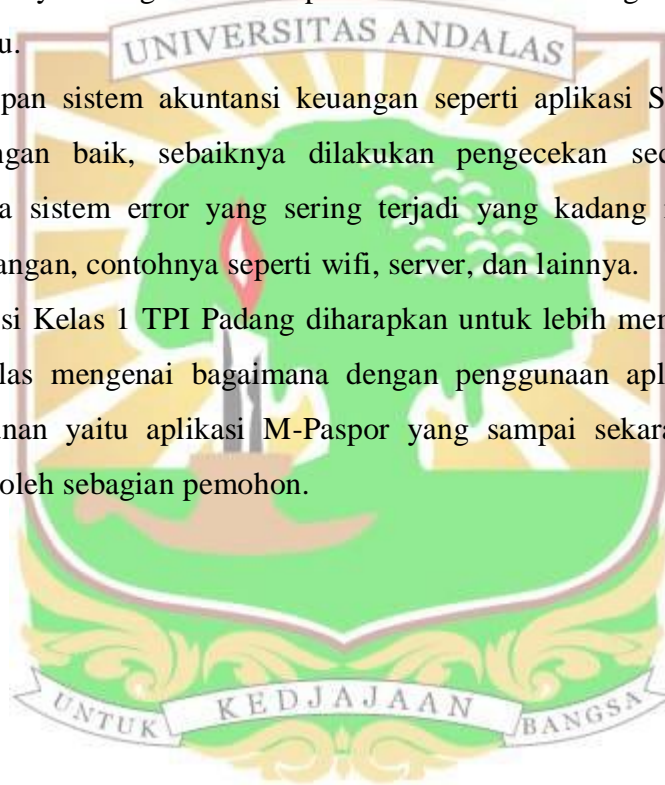 UNIVERSITAS ANDALAS
u.
pan sistem akuntansi keuangan seperti aplikasi S
ngan baik, sebaiknya dilakukan pengecekan sec
a sistem error yang sering terjadi yang kadang
angan, contohnya seperti wifi, server, dan lainnya.
si Kelas 1 TPI Padang diharapkan untuk lebih mem
las mengenai bagaimana dengan penggunaan apl
nan yaitu aplikasi M-Paspor yang sampai sekara
oleh sebagian pemohon.
UNTUK KEDJAJAAN BANGSA